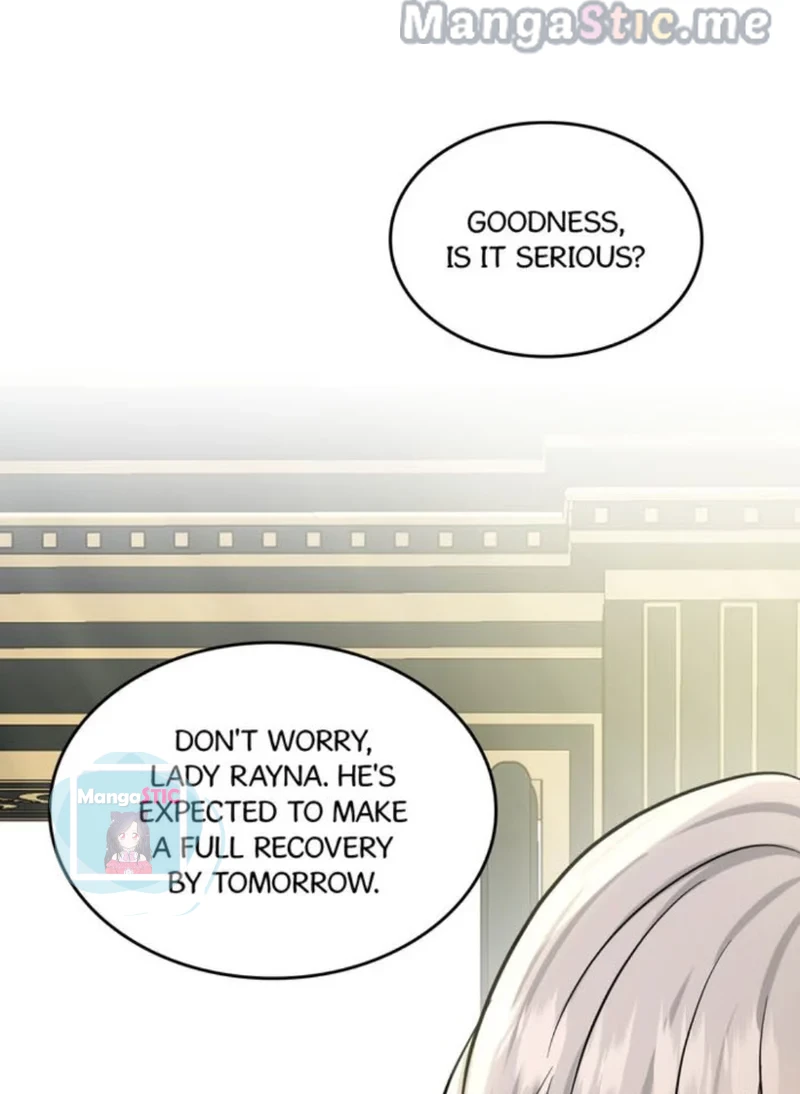 MangaStic.me
GOODNESS,
IS IT SERIOUS?
DON'T WORRY,
LADY RAYNA. HE'S
EXPECTED TO MAKE
A FULL RECOVERY
BY TOMORROW.
MangaSTIC